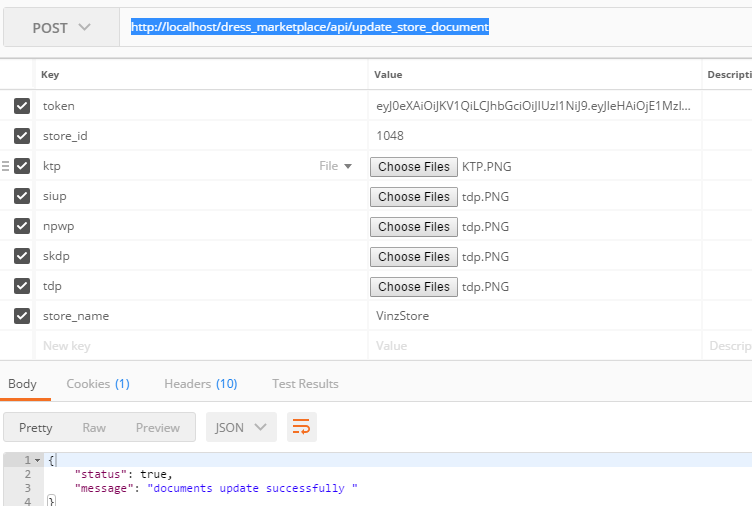 POST http://localhost/dress_marketplace/api/update_store_document
Key Value Descripti
token eyJ0eXAiOiJKV1QiLCJhbGciOiJIUzI1NiJ9.eyJleHAiOjE1MzI...
store_id 1048
ktp File Choose Files KTP.PNG
siup Choose Files tdp.PNG
npwp Choose Files tdp.PNG
skdp Choose Files tdp.PNG
tdp Choose Files tdp.PNG
store_name VinzStore
New key Value Descrip
Body Cookies (1) Headers (10) Test Results
Pretty Raw Preview JSON
1 {
2 "status": true,
3 "message": "documents update successfully "
4 }